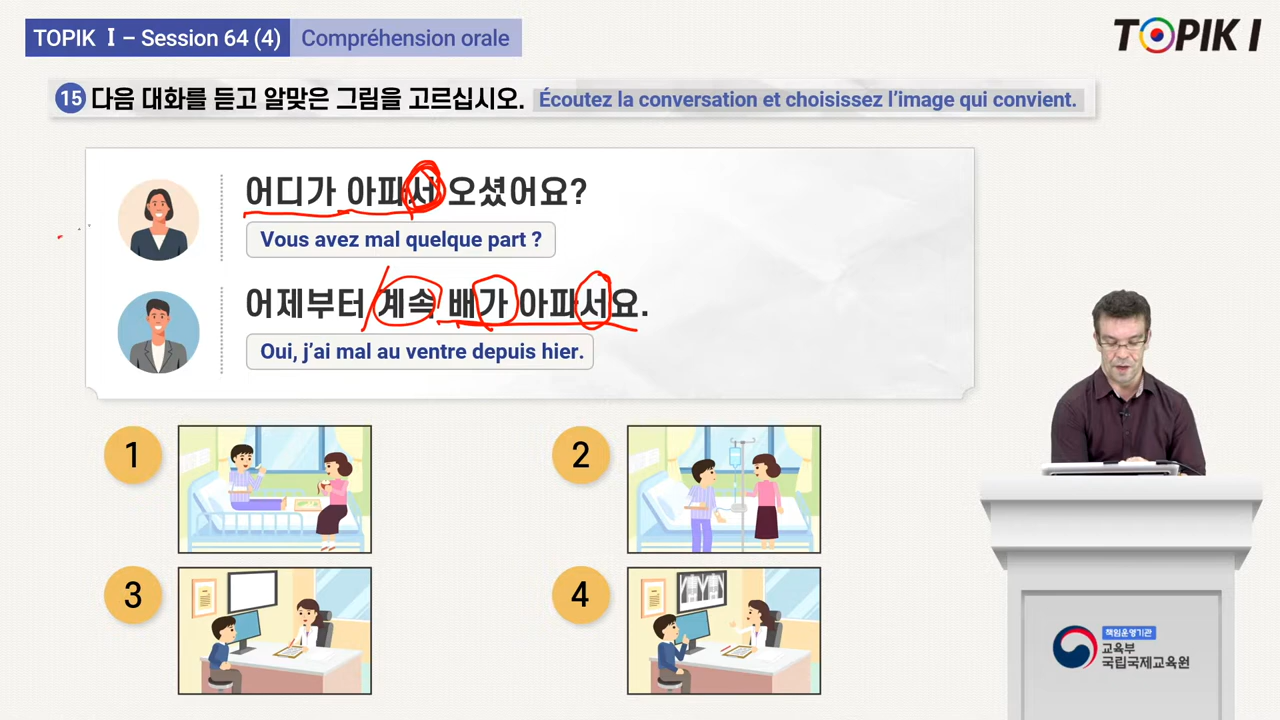 TOPIK Ⅰ – Session 64 (4) Compréhension orale
TOPIK I
15 다음 대화를 듣고 알맞은 그림을 고르십시오. Écoutez la conversation et choisissez l’image qui convient.
어디가 아파서 오셨어요?
Vous avez mal quelque part ?
어제부터 계속 배가 아파서요.
Oui, j’ai mal au ventre depuis hier.
1
2
3
4
책임운영기관
교육부
국립국제교육원